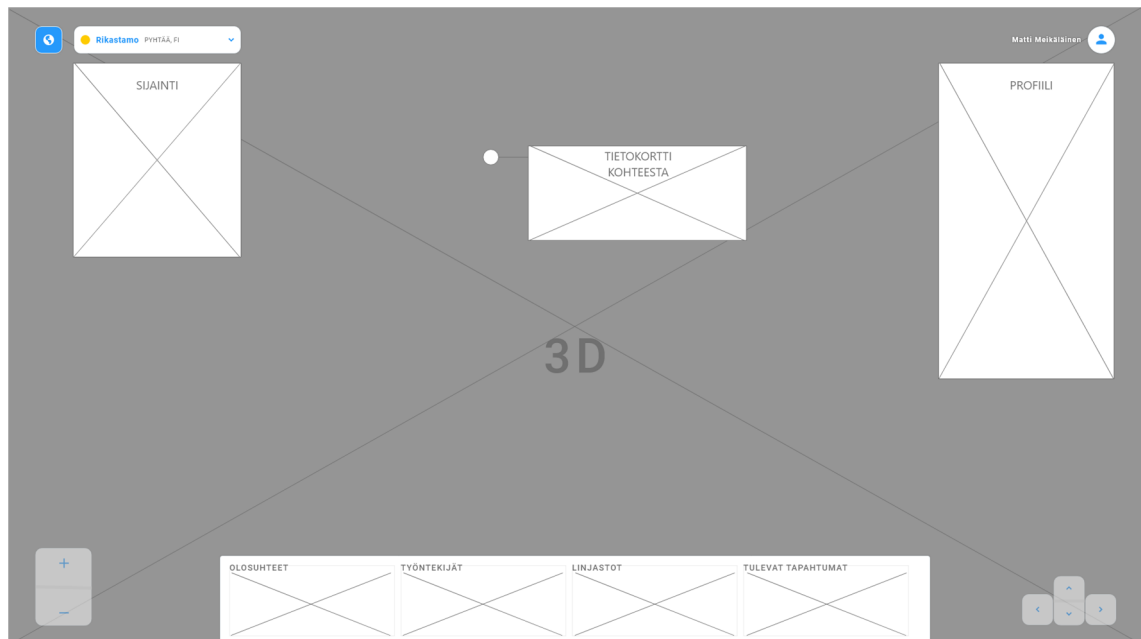 Rikastamo PYHTÄÄ, FI
Matti Meikäläinen
SIJAINTI
PROFIILI
TIETOKORTTI
KOHTEESTA
3D
OLOSUHTEET
TYÖNTEKIJÄT
LINJASTOT
TULEVAT TAPAHTUMAT